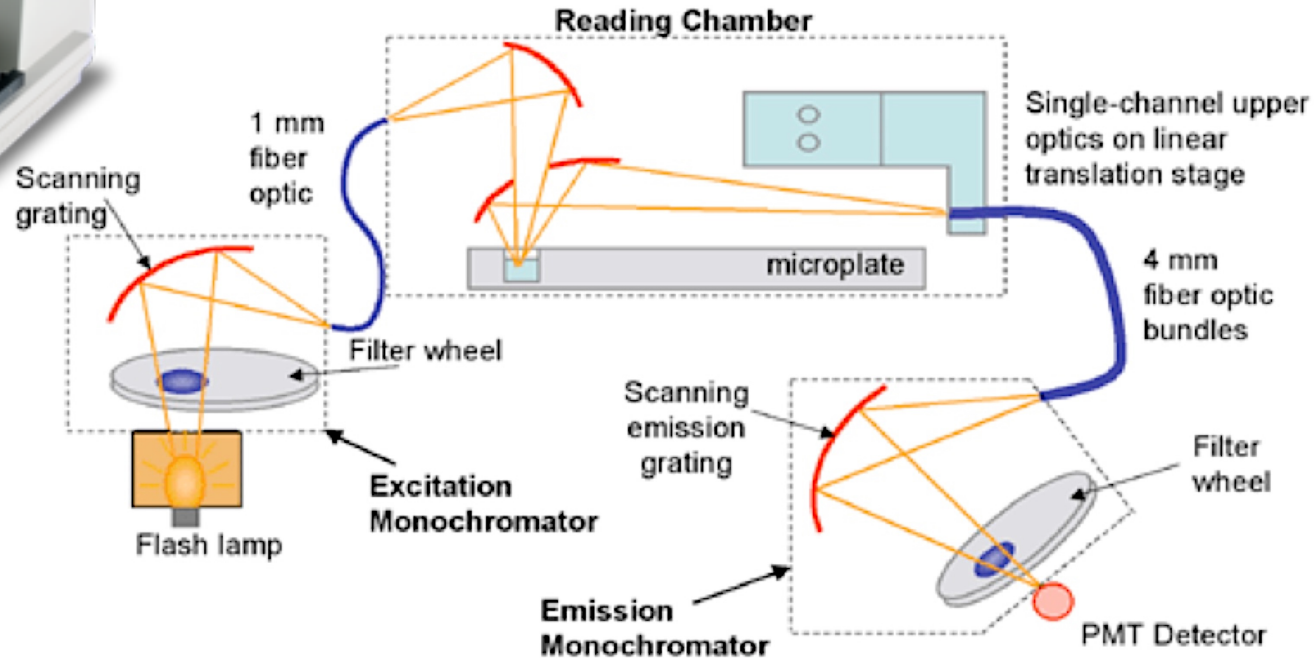 Reading Chamber
1 mm
fiber
optic
Single-channel upper
optics on linear
translation stage
Scanning
grating
microplate
4 mm
fiber optic
bundles
Filter wheel
Scanning
emission
grating
Filter
wheel
Excitation
Monochromator
Flash lamp
Emission
Monochromator
PMT Detector